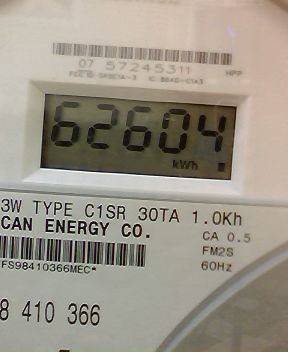 07 57245311
HPP
62604
kWh
3W TYPE C1SR 30TA 1.0Kh
CAN ENERGY CO.
CA 0.5
FM2S
FS98410366MEC*
60Hz
8 410 366